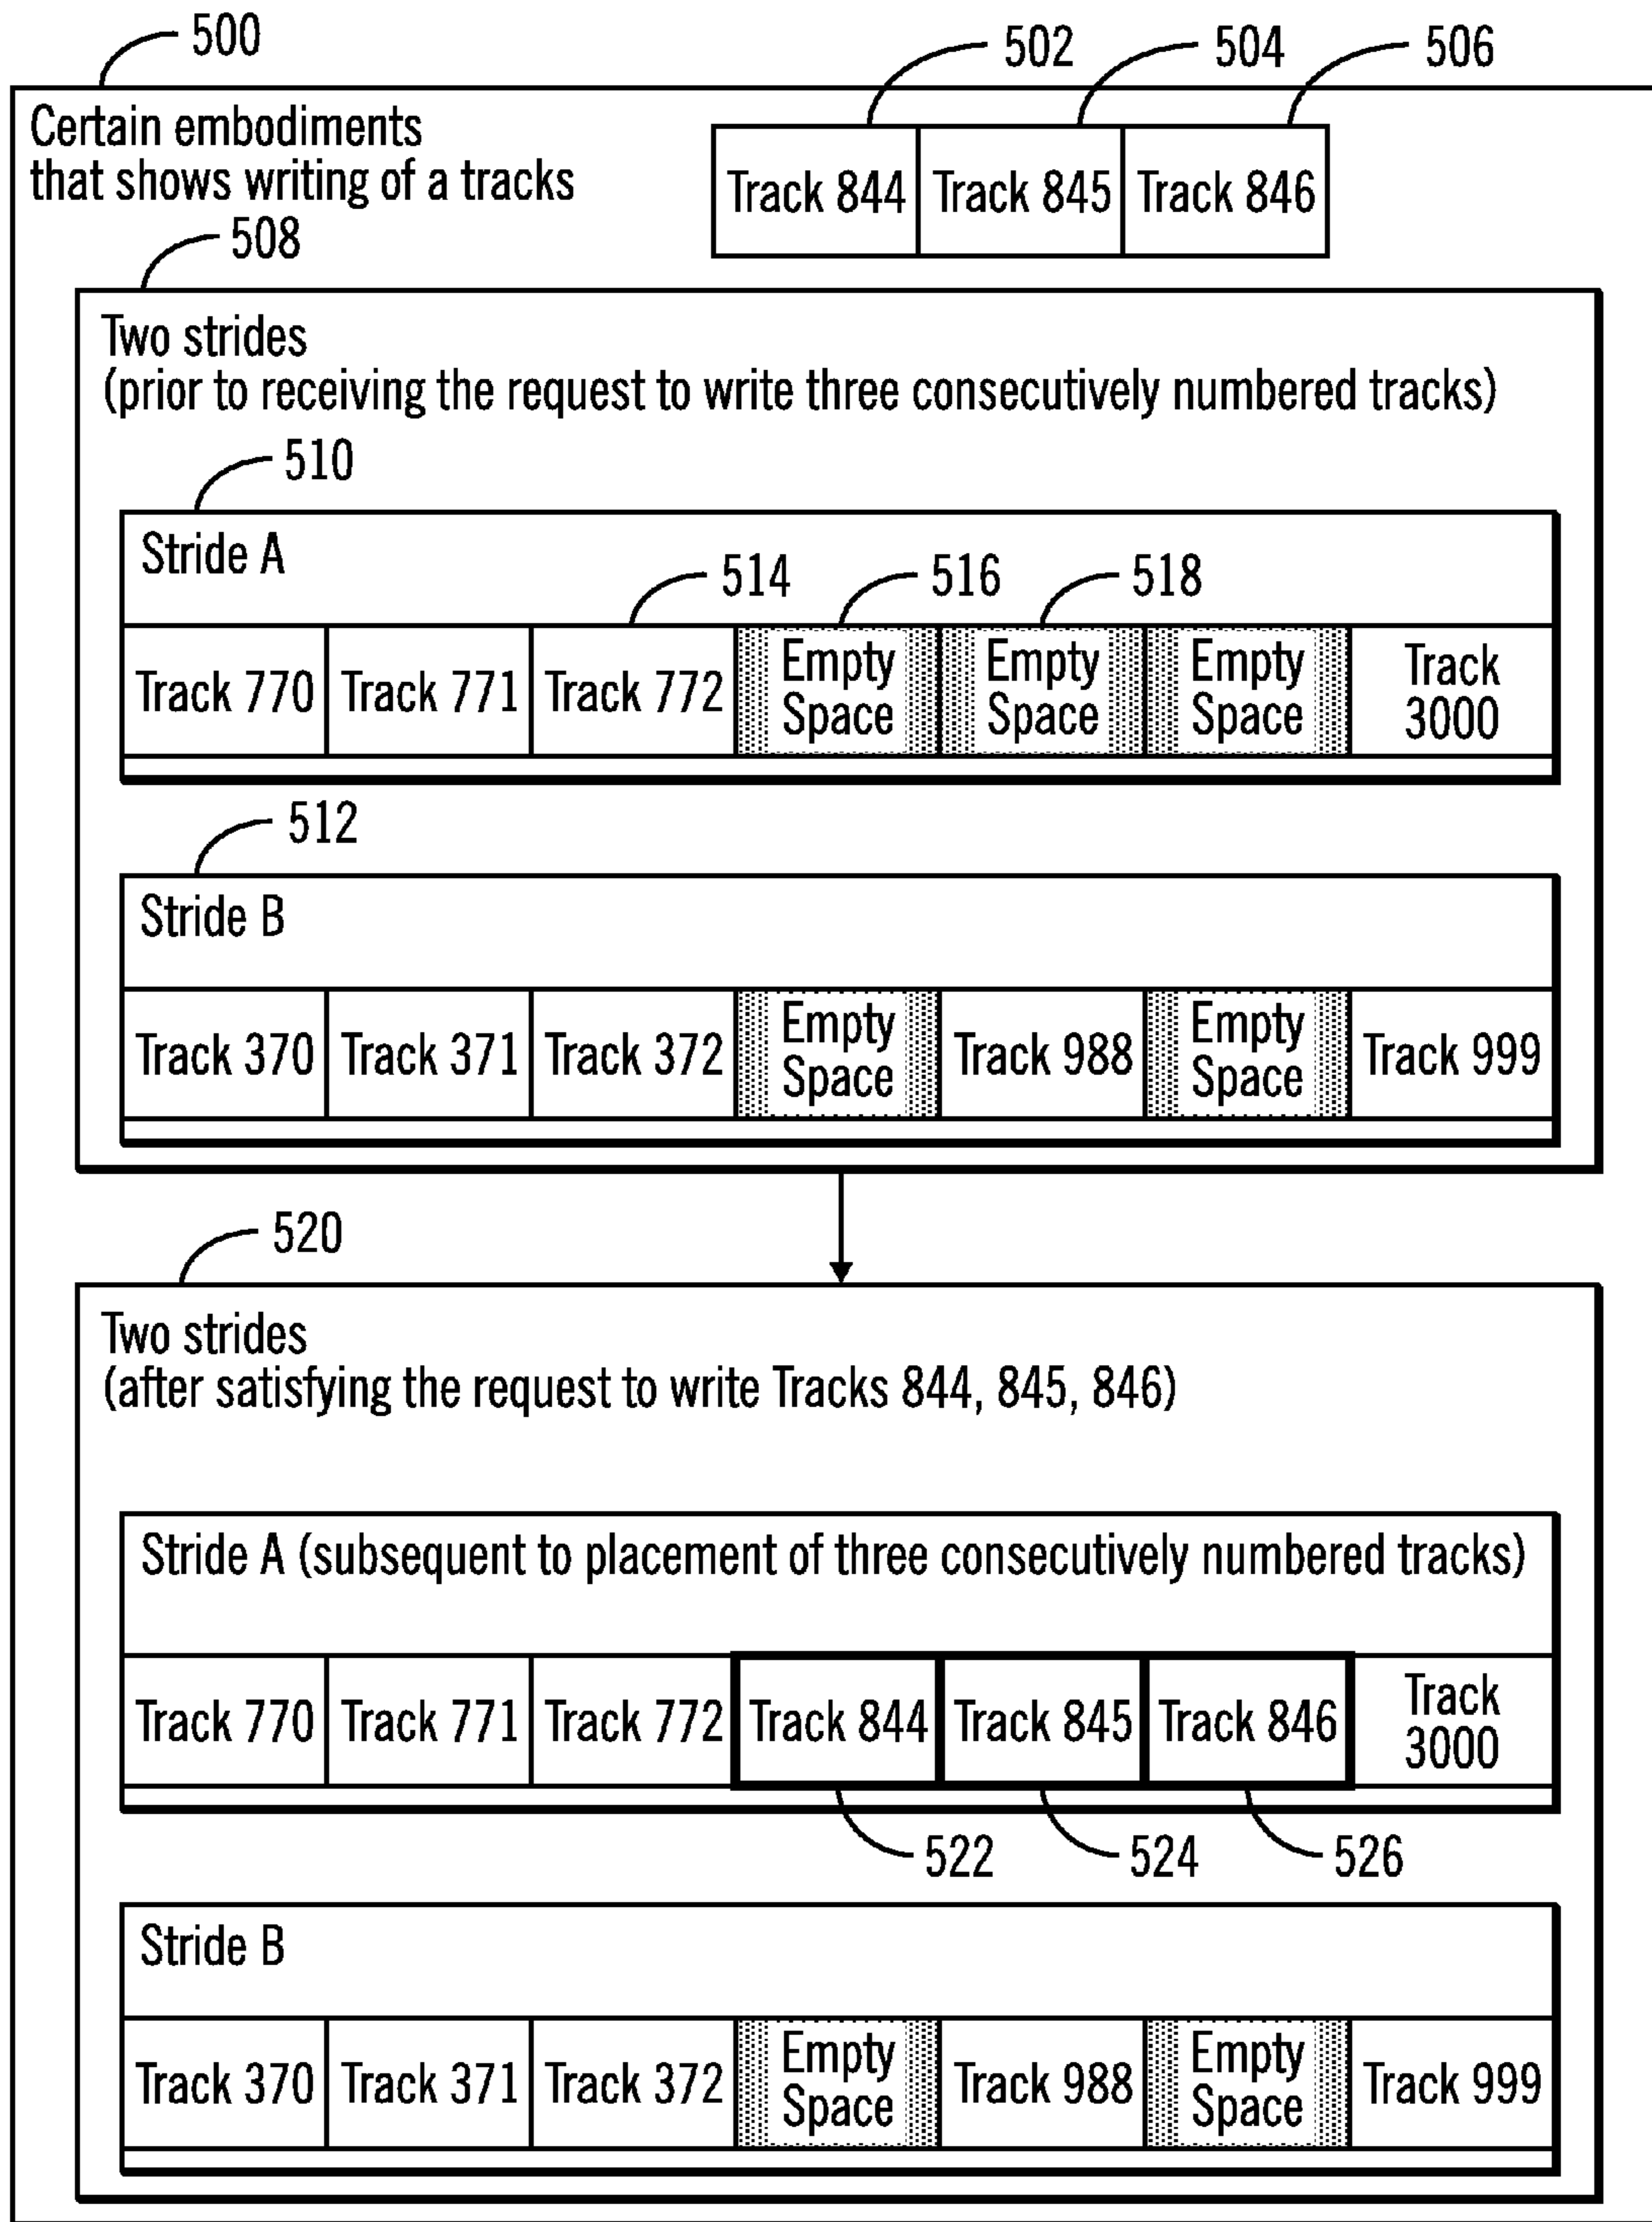 500
502
504
506
Certain embodiments
that shows writing of a tracks
Track 844 Track 845 Track 846
508
Two strides
(prior to receiving the request to write three consecutively numbered tracks)
510
Stride A
514
516
518
Track 770 Track 771 Track 772 Empty Space Empty Space Empty Space Track 3000
512
Stride B
Track 370 Track 371 Track 372 Empty Space Track 988 Empty Space Track 999
520
Two strides
(after satisfying the request to write Tracks 844, 845, 846)
Stride A (subsequent to placement of three consecutively numbered tracks)
Track 770 Track 771 Track 772 Track 844 Track 845 Track 846 Track 3000
522
524
526
Stride B
Track 370 Track 371 Track 372 Empty Space Track 988 Empty Space Track 999